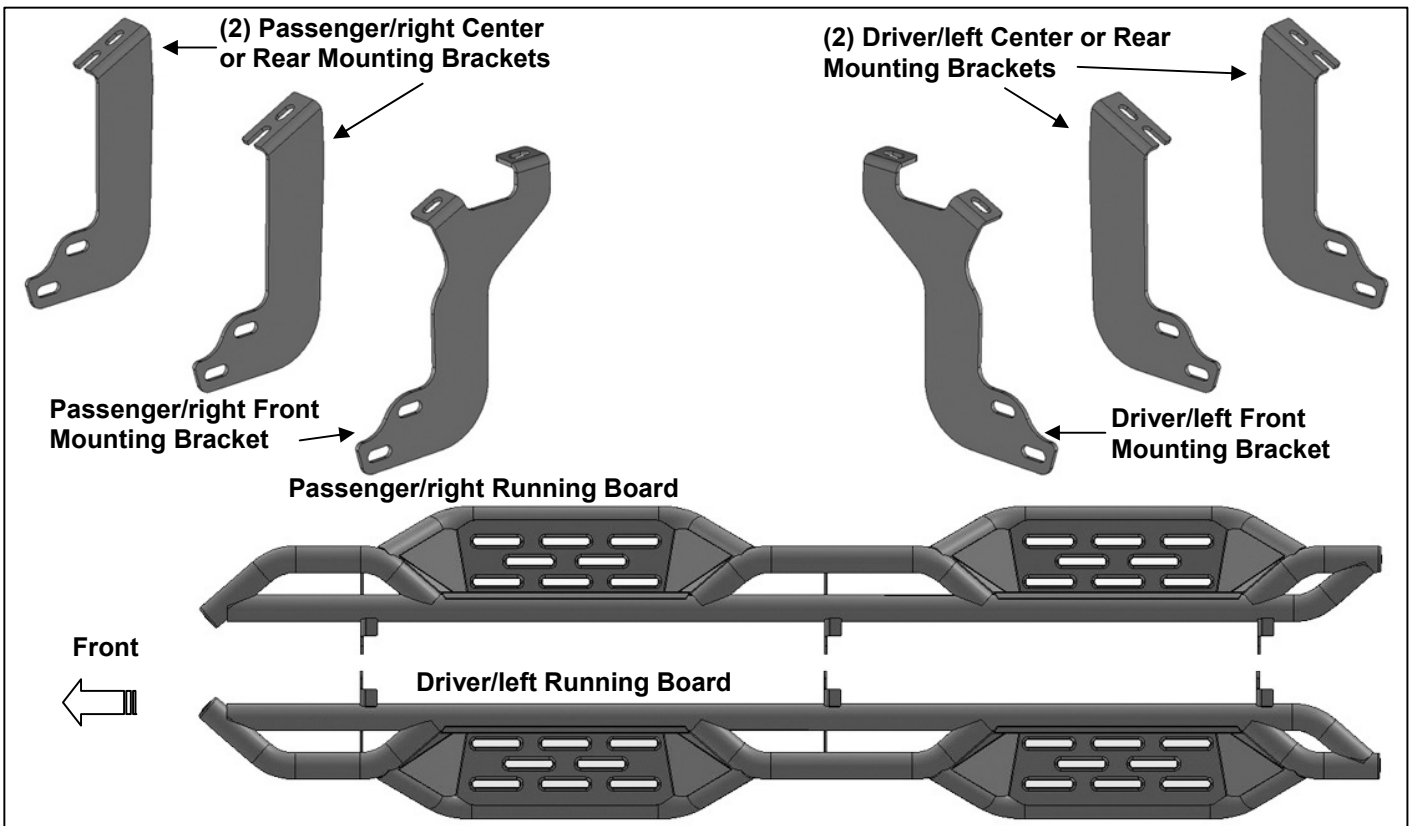 (2) Passenger/right Center
or Rear Mounting Brackets
(2) Driver/left Center or Rear
Mounting Brackets
Passenger/right Front
Mounting Bracket
Driver/left Front
Mounting Bracket
Passenger/right Running Board
Front
Driver/left Running Board